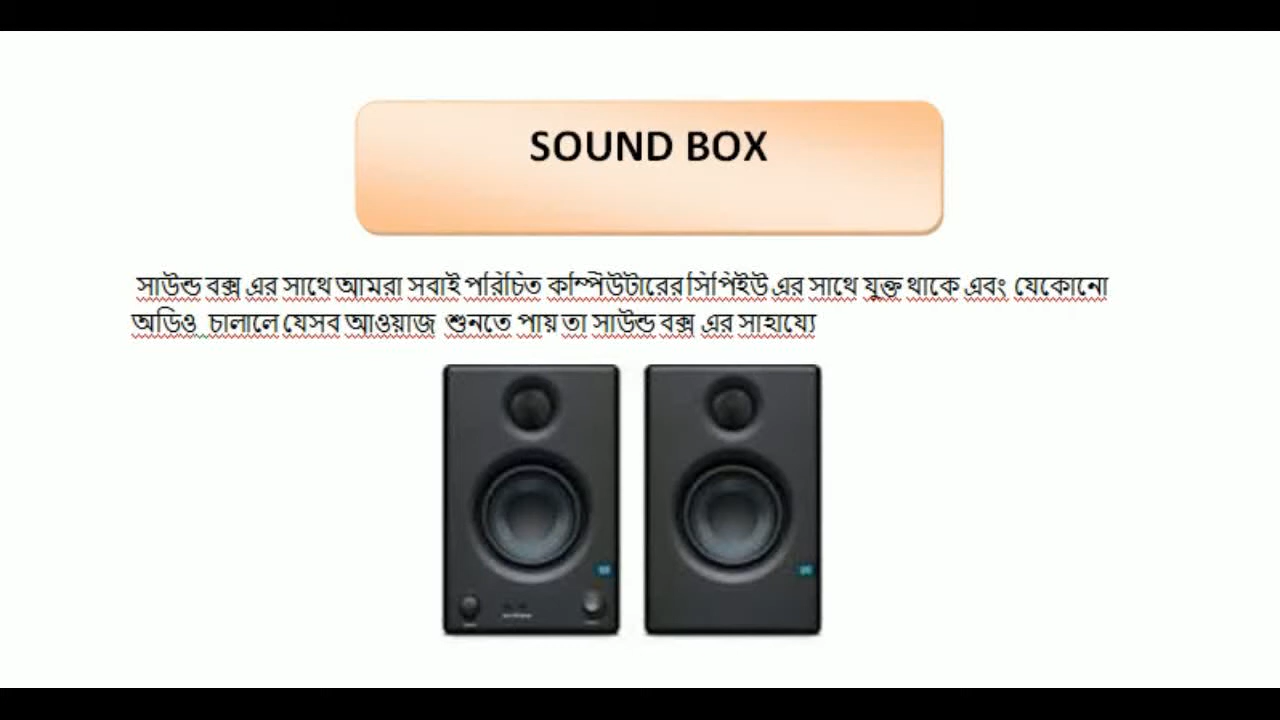 SOUND BOX
সাউন্ড বক্স এর সাথে আমরা সবাই পরিচিত কম্পিউটারের সিপিইউ এর সাথে যুক্ত থাকে এবং যেকোনো
অডিও চালালে যেসব আওয়াজ শুনতে পায় তা সাউন্ড বক্স এর সাহায্যে